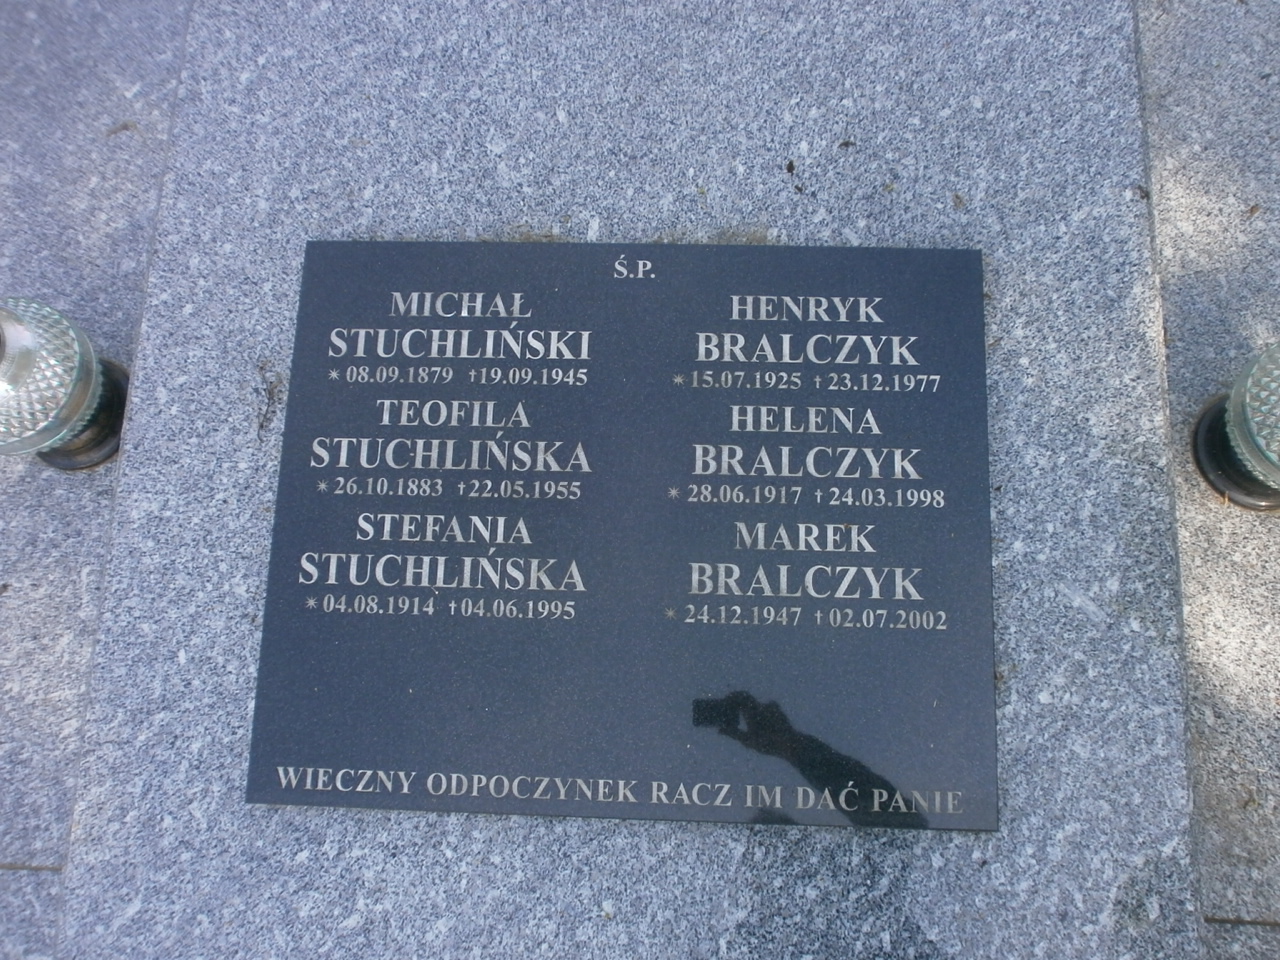 Ś.P.
MICHAŁ
STUCHLIŃSKI
*08.09.1879 †19.09.1945
TEOFILA
STUCHLIŃSKA
*26.10.1883 †22.05.1955
STEFANIA
STUCHLIŃSKA
*04.08.1914 †04.06.1995
HENRYK
BRALCZYK
*15.07.1925 †23.12.1977
HELENA
BRALCZYK
*28.06.1917 †24.03.1998
MAREK
BRALCZYK
*24.12.1947 †02.07.2002
WIECZNY ODPOCZYNEK RACZ IM DAĆ PANIE